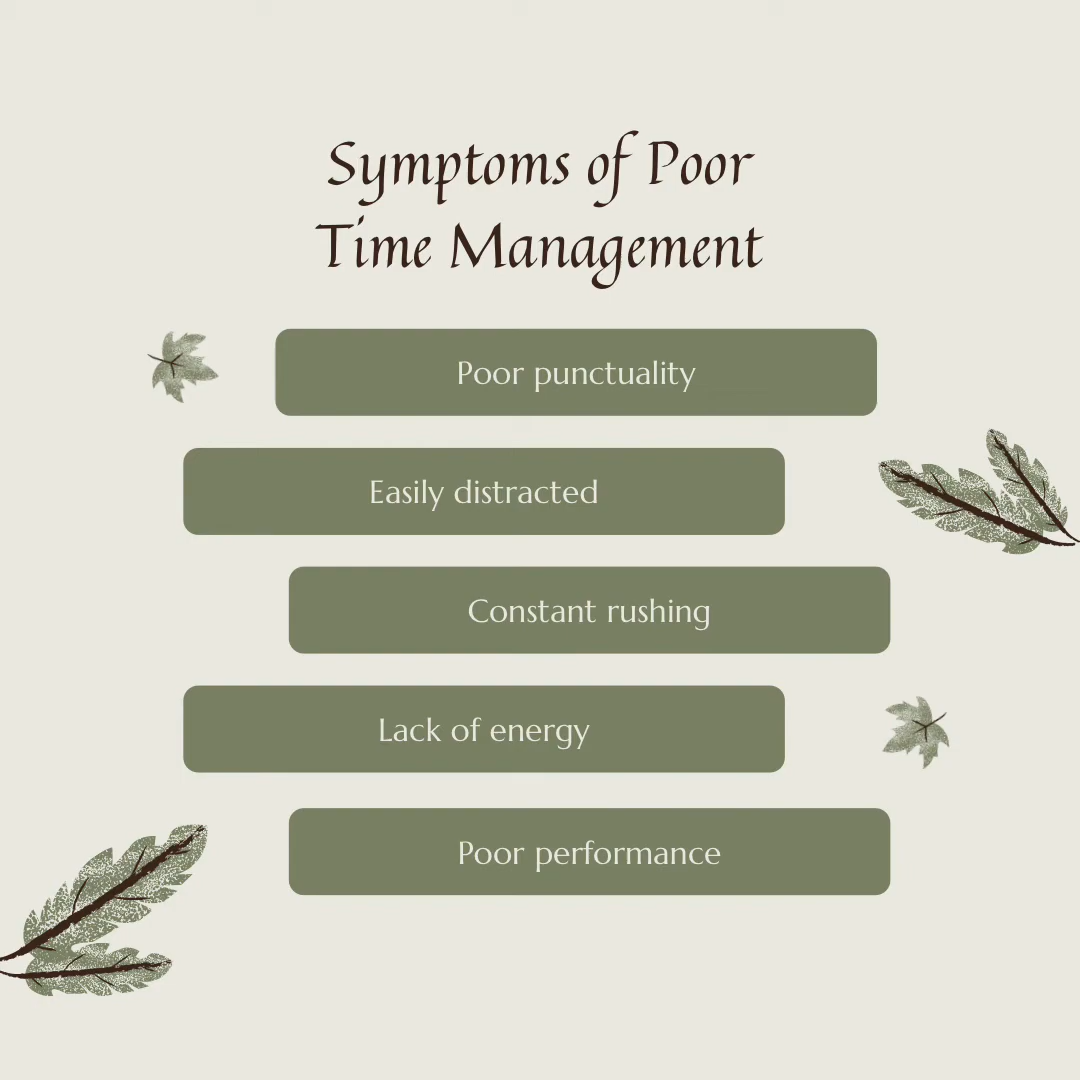 Symptoms of Poor
Time Management
Poor punctuality
Easily distracted
Constant rushing
Lack of energy
Poor performance